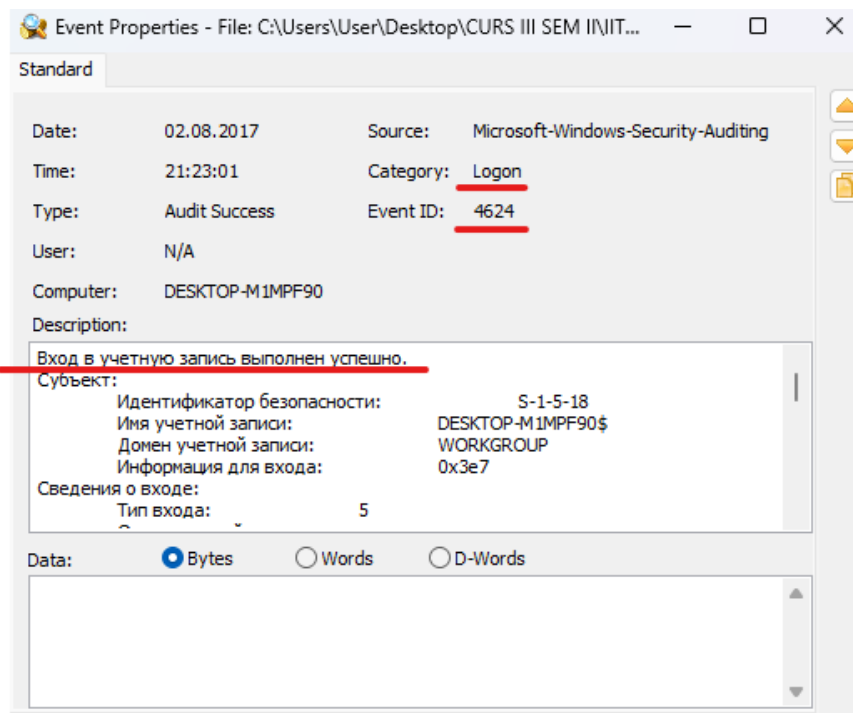 Event Properties - File: C:\Users\User\Desktop\CURS III SEM II\IIT...
Standard
Date: 02.08.2017 Source: Microsoft-Windows-Security-Auditing
Time: 21:23:01 Category: Logon
Type: Audit Success Event ID: 4624
User: N/A
Computer: DESKTOP-M1MPF90
Description:
Вход в учетную запись выполнен успешно.
Субъект:
Идентификатор безопасности: S-1-5-18
Имя учетной записи: DESKTOP-M1MPF90$
Домен учетной записи: WORKGROUP
Информация для входа: 0x3e7
Сведения о входе:
Тип входа: 5
Data: Bytes Words D-Words